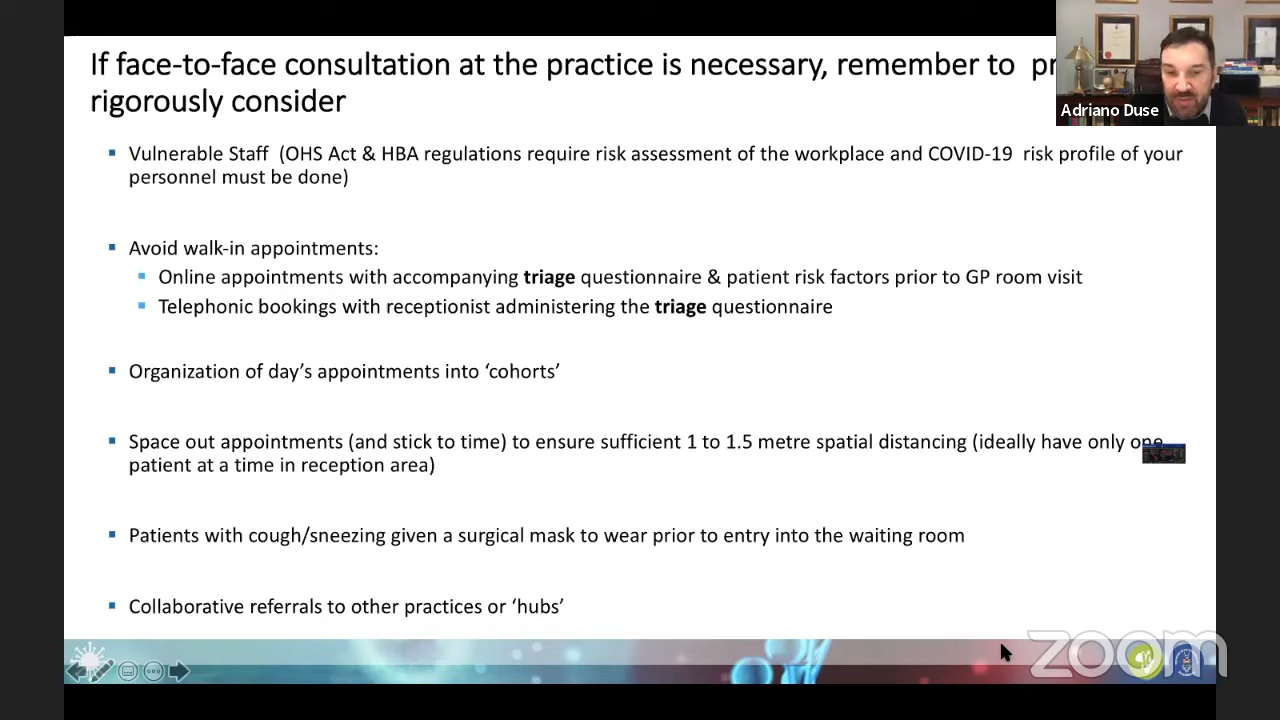 If face-to-face consultation at the practice is necessary, remember to
rigorously consider
Adriano Duse
Vulnerable Staff (OHS Act & HBA regulations require risk assessment of the workplace and COVID-19 risk profile of your
personnel must be done)
Avoid walk-in appointments:
Online appointments with accompanying triage questionnaire & patient risk factors prior to GP room visit
Telephonic bookings with receptionist administering the triage questionnaire
Organization of day's appointments into ‘cohorts’
Space out appointments (and stick to time) to ensure sufficient 1 to 1.5 metre spatial distancing (ideally have only one
patient at a time in reception area)
Patients with cough/sneezing given a surgical mask to wear prior to entry into the waiting room
Collaborative referrals to other practices or ‘hubs’
zoom